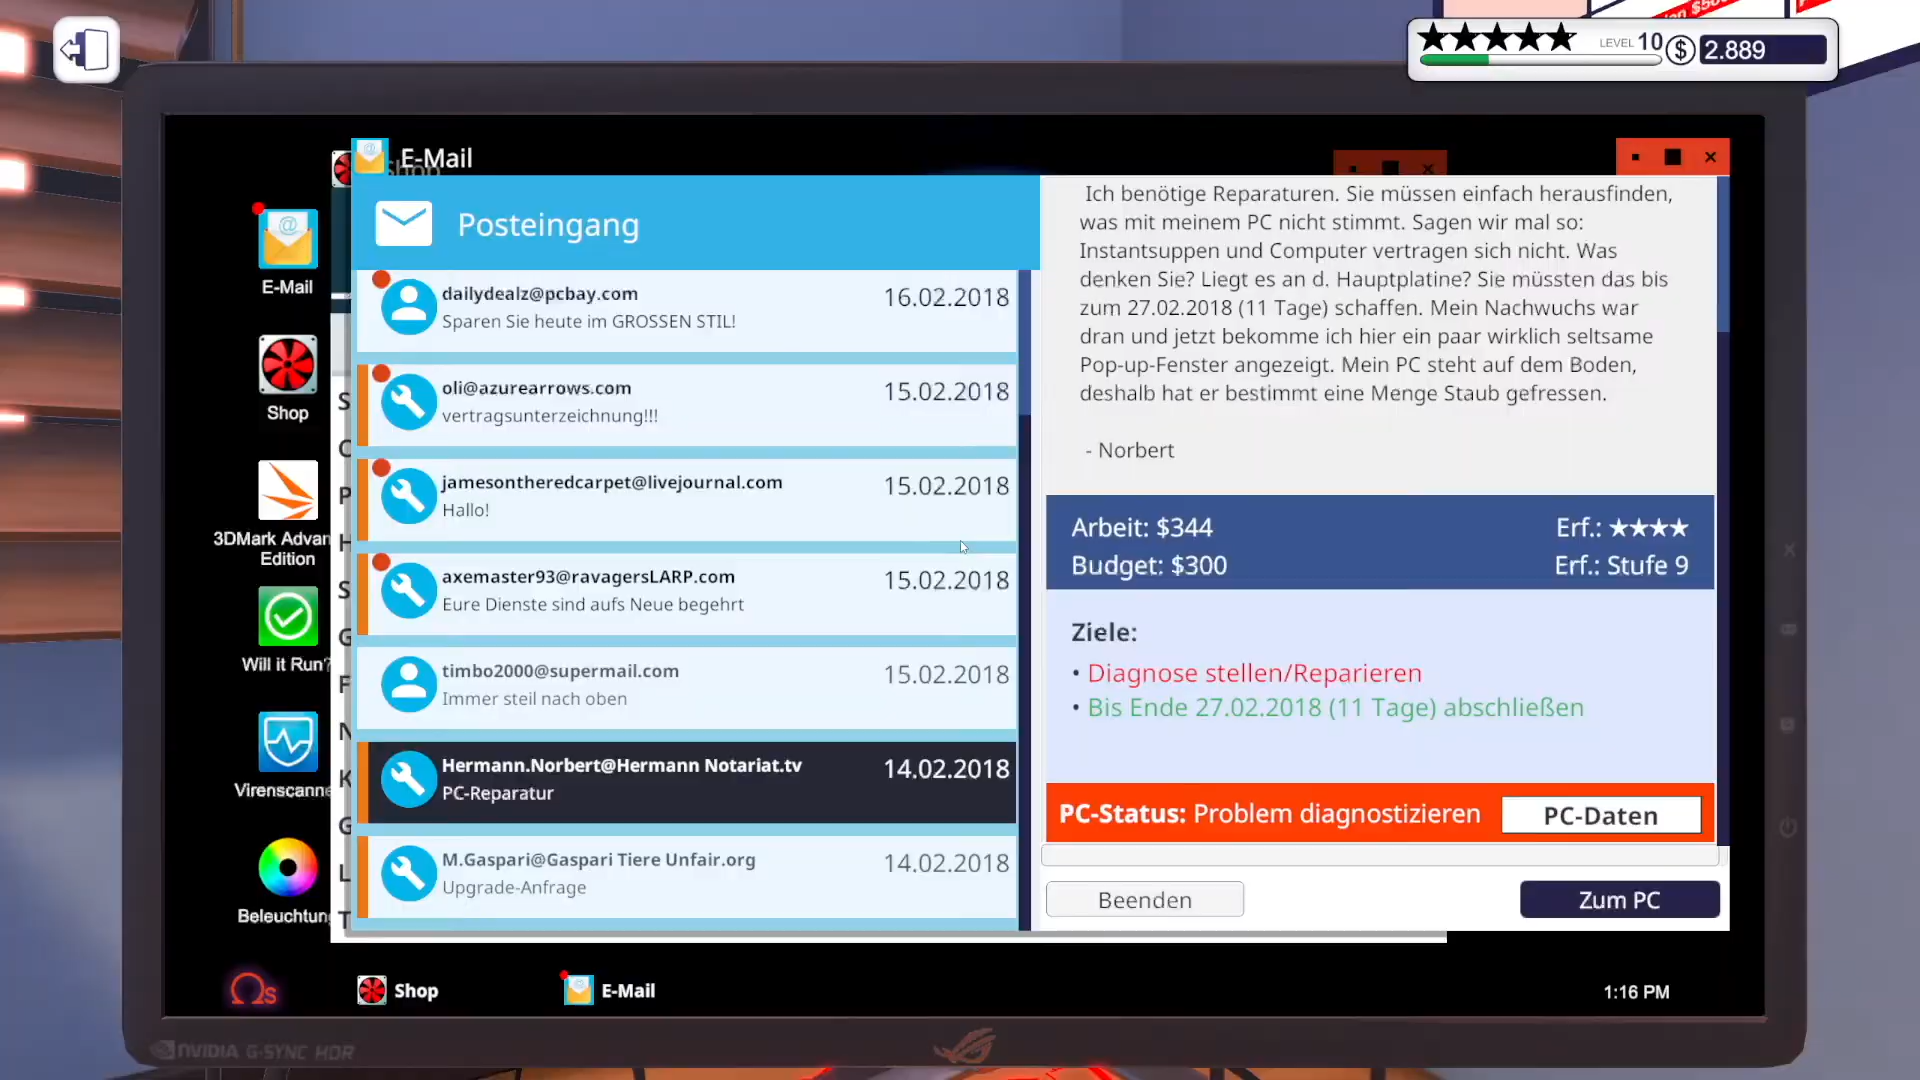 LEVEL 10
$ 2.889
E-Mail
Shop
Posteingang
E-Mail
Shop
3DMark Advan
Edition
Will it Run?
Virenscanne
Beleuchtun
dailydealz@pcbay.com
16.02.2018
Sparen Sie heute im GROSSEN STIL!
oli@azurearrows.com
15.02.2018
vertragsunterzeichnung!!!
jamesontheredcarpet@livejournal.com
15.02.2018
Hallo!
axemaster93@ravagersLARP.com
15.02.2018
Eure Dienste sind aufs Neue begehrt
timbo2000@supermail.com
15.02.2018
Immer steil nach oben
Hermann.Norbert@Hermann Notariat.tv
14.02.2018
PC-Reparatur
M.Gaspari@Gaspari Tiere Unfair.org
14.02.2018
Upgrade-Anfrage
Ich benötige Reparaturen. Sie müssen einfach herausfinden,
was mit meinem PC nicht stimmt. Sagen wir mal so:
Instantsuppen und Computer vertragen sich nicht. Was
denken Sie? Liegt es an d. Hauptplatine? Sie müssten das bis
zum 27.02.2018 (11 Tage) schaffen. Mein Nachwuchs war
dran und jetzt bekomme ich hier ein paar wirklich seltsame
Pop-up-Fenster angezeigt. Mein PC steht auf dem Boden,
deshalb hat er bestimmt eine Menge Staub gefressen.
- Norbert
Arbeit: $344
Erf.: ★★★★
Budget: $300
Erf.: Stufe 9
Ziele:
• Diagnose stellen/Reparieren
• Bis Ende 27.02.2018 (11 Tage) abschließen
PC-Status: Problem diagnostizieren
PC-Daten
Beenden
Zum PC
Shop
E-Mail
1:16 PM
NVIDIA G-SYNC HDR